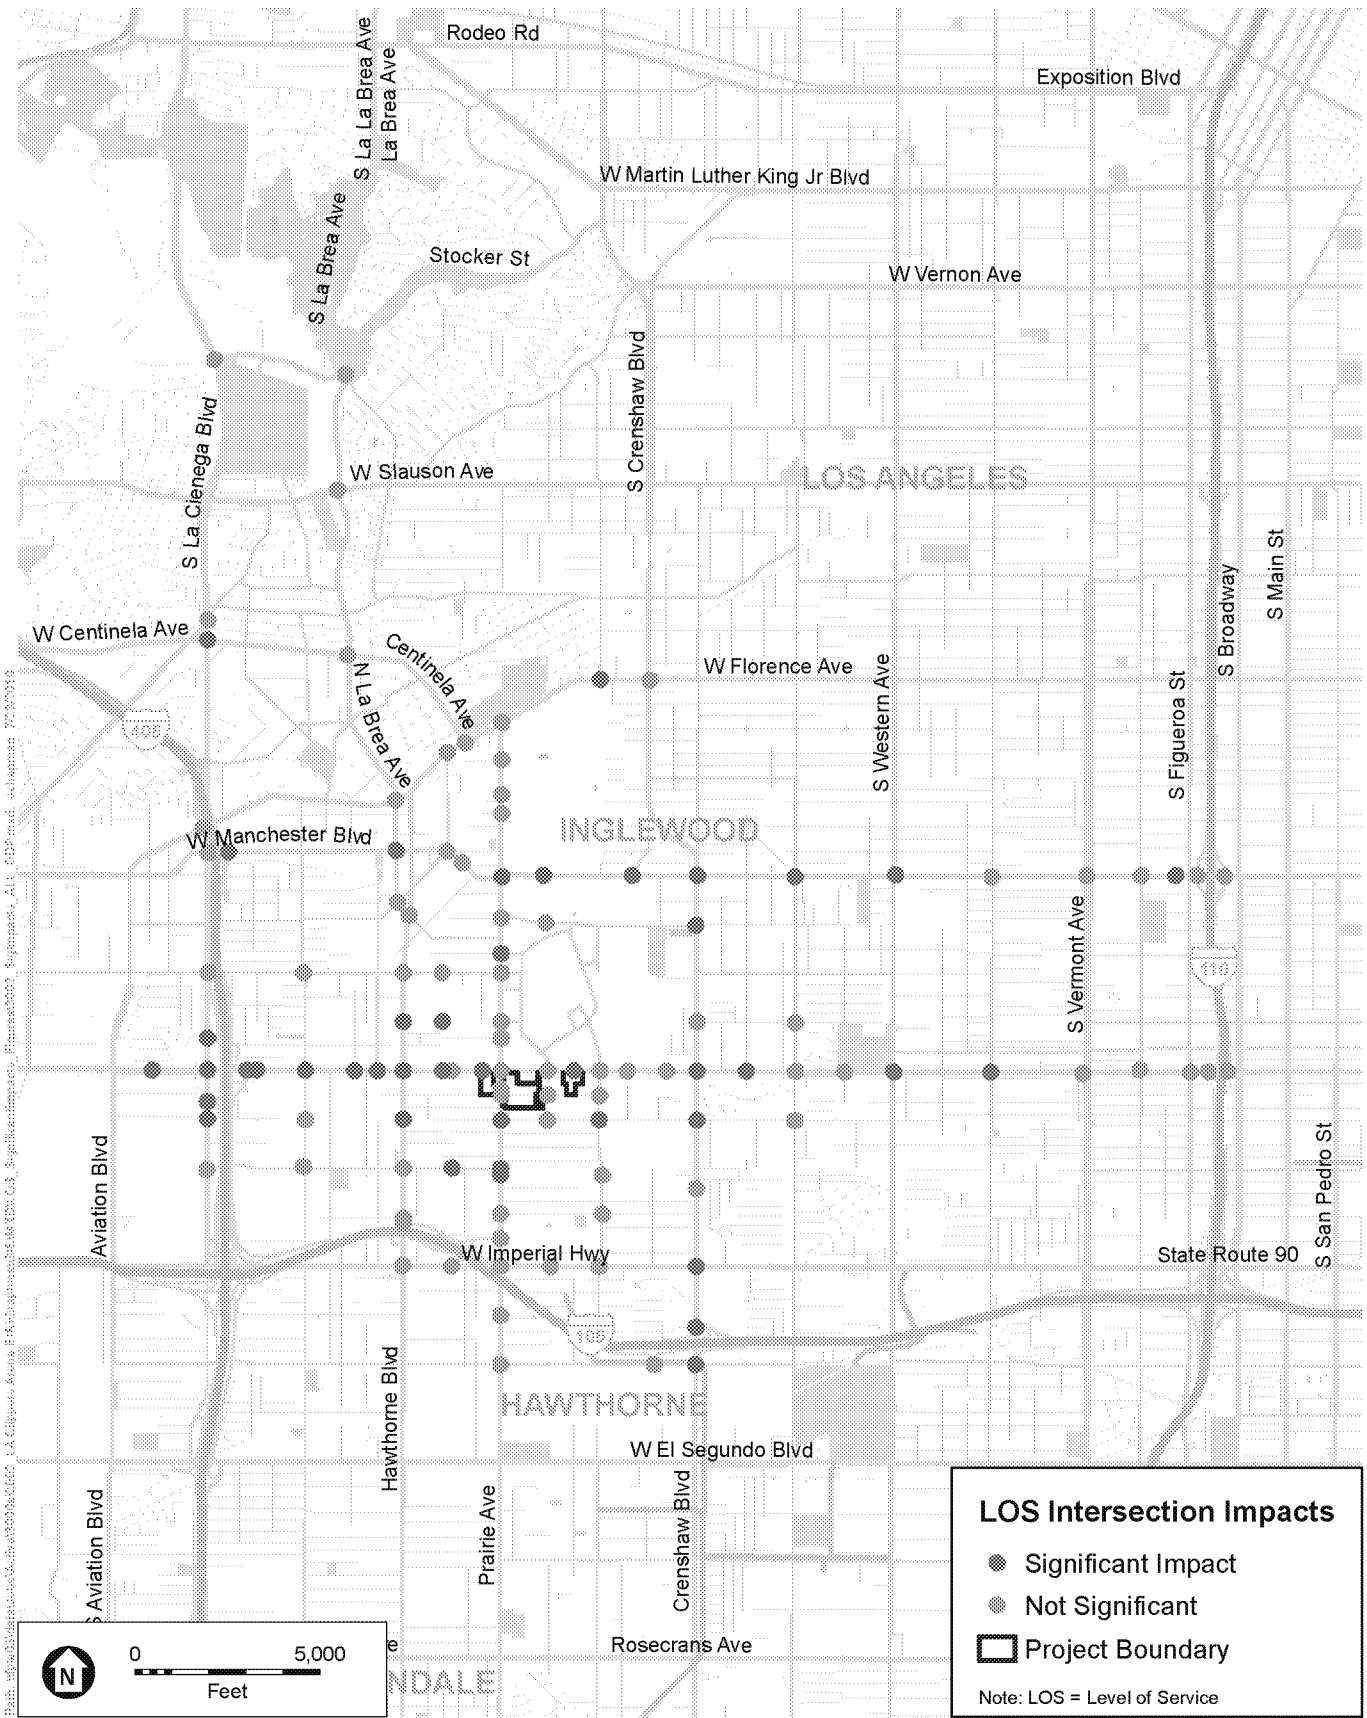 Rodeo Rd
S La La Brea Ave
La Brea Ave
Exposition Blvd
W Martin Luther King Jr Blvd
S La Brea Ave
Stocker St
W Vernon Ave
S Crenshaw Blvd
S La Cienega Blvd
W Slauson Ave
LOS ANGELES
S Main St
S Broadway
W Centinela Ave
Centinela Ave
W Florence Ave
N La Brea Ave
S Western Ave
S Figueroa St
405
INGLEWOOD
W Manchester Blvd
S Vermont Ave
110
Aviation Blvd
S San Pedro St
W Imperial Hwy
State Route 90
105
Hawthorne Blvd
HAWTHORNE
W El Segundo Blvd
Prairie Ave
Crenshaw Blvd
S Aviation Blvd
Rosecrans Ave
e
NDALE
N
0 5,000
Feet
LOS Intersection Impacts
Significant Impact
Not Significant
Project Boundary
Note: LOS = Level of Service